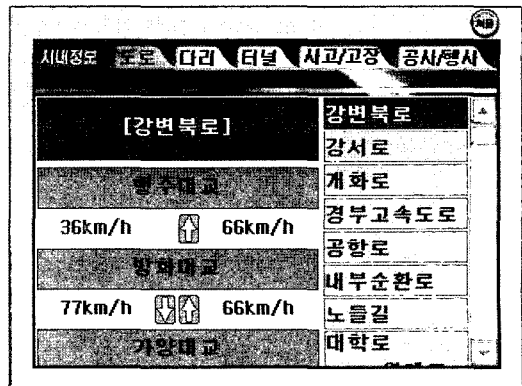 처음
시내정보 도로 다리 터널 사고/고장 공사/행사
[강변북로]
행주대교
36km/h 66km/h
방화대교
77km/h 66km/h
가양대교
강변북로
강서로
개화로
경부고속도로
공항로
내부순환로
노들길
대학로